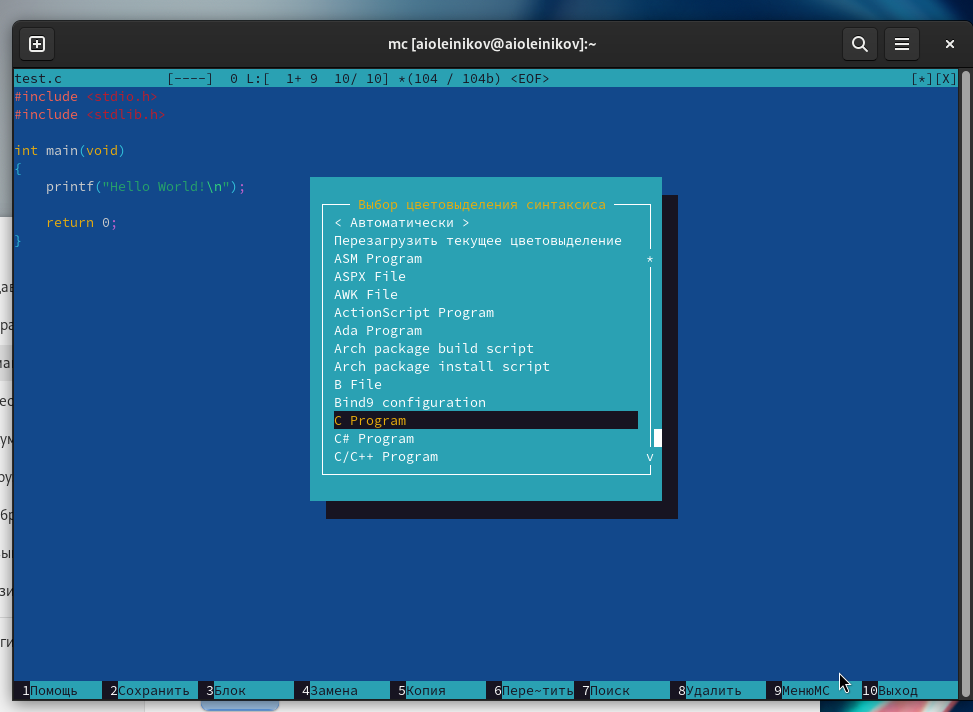 mc [aioleinikov@aioleinikov]:~
test.c [----] 0 L:[ 1+ 9 10/ 10] *(104 / 104b) <EOF> [*][X]
#include <stdio.h>
#include <stdlib.h>
int main(void)
{
printf("Hello World!\n");
return 0;
}
Выбор цветовыделения синтаксиса
< Автоматически >
Перезагрузить текущее цветовыделение
ASM Program
ASPX File
AWK File
ActionScript Program
Ada Program
Arch package build script
Arch package install script
B File
Bind9 configuration
C Program
C# Program
C/C++ Program
1Помощь 2Сохранить 3Блок 4Замена 5Копия 6Пере~тить 7Поиск 8Удалить 9МенюMC 10Выход